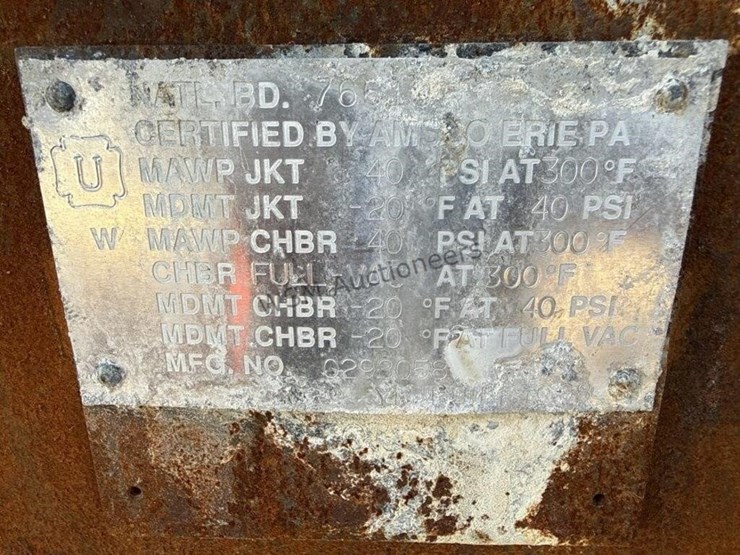 NATL. BD.
CERTIFIED BY AMSCO ERIE PA
U
MAWP JKT 40 PSI AT 300 °F
MDMT JKT -20 °F AT 40 PSI
W MAWP CHBR 40 PSI AT 300 °F
CHBR FULL AT 300 °F
MDMT CHBR -20 °F AT 40 PSI
MDMT CHBR -20 °F AT FULL VAC
MFG. NO
Auctioneers